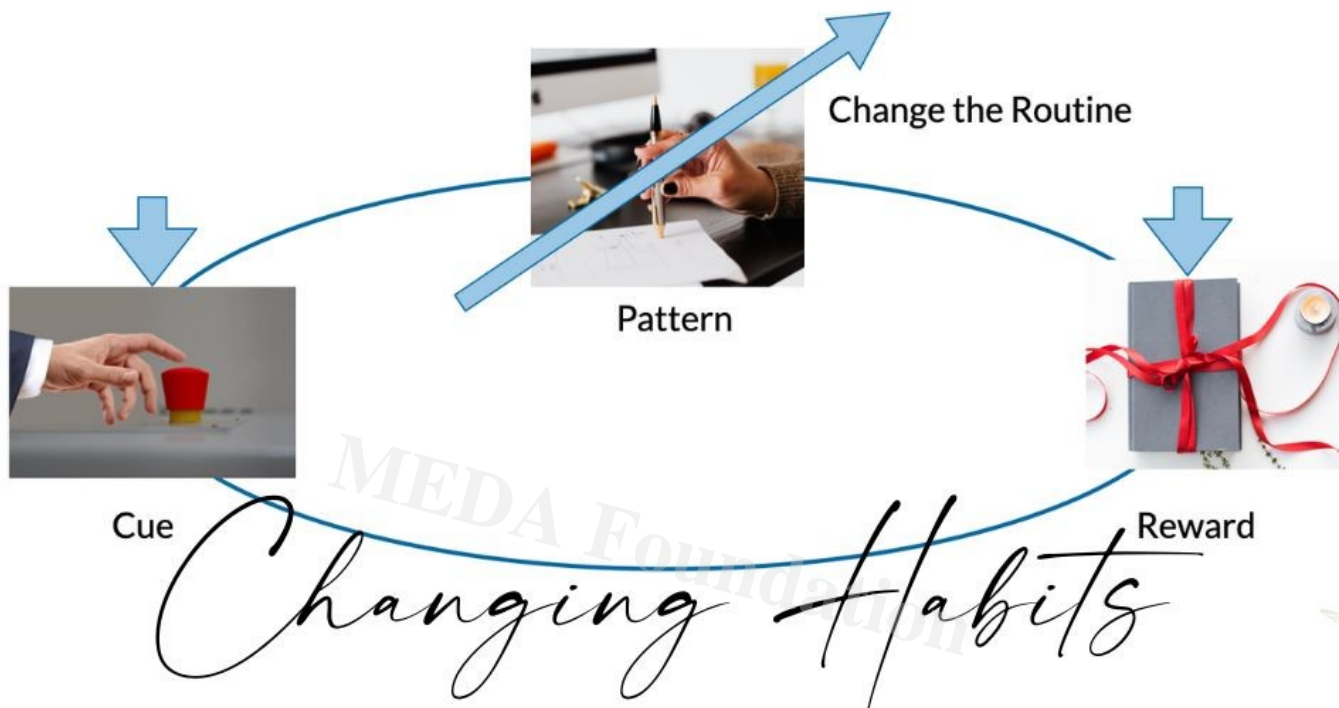 Change the Routine
Pattern
Cue
Reward
MEDA Foundation
Changing Habits